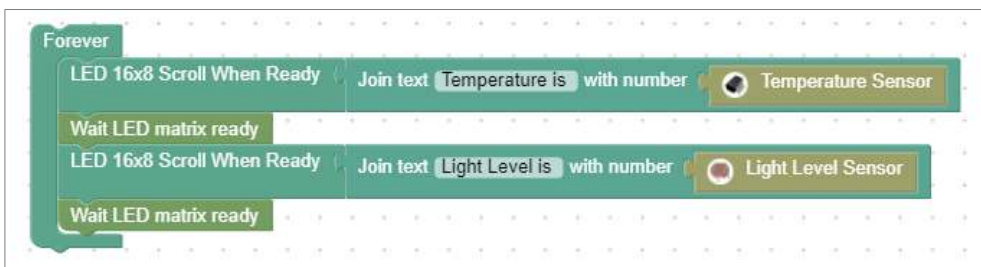 Forever
LED 16x8 Scroll When Ready Join text Temperature is with number Temperature Sensor
Wait LED matrix ready
LED 16x8 Scroll When Ready Join text Light Level is with number Light Level Sensor
Wait LED matrix ready